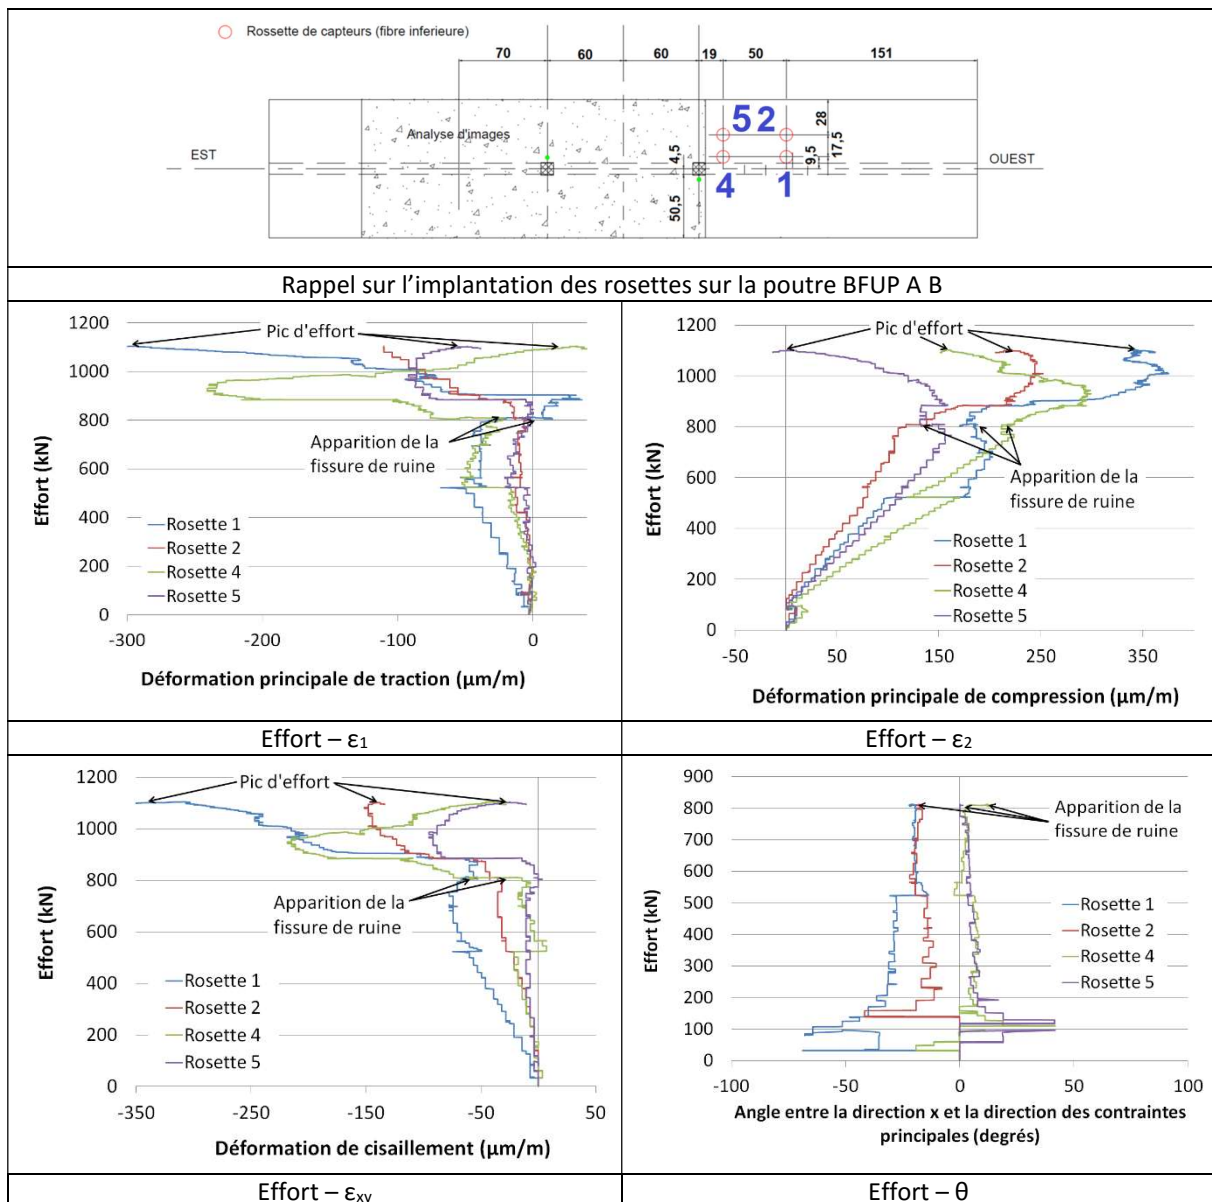 Rossette de capteurs (fibre inferieure)
70 60 60 19 50 151
Analyse d'images
5 2
28
17,5
9,5
4,5
EST
OUEST
4 1
50,5
Rappel sur l'implantation des rosettes sur la poutre BFUP A B
1200
1000
800
600
400
200
0
Effort (kN)
Pic d'effort
Apparition de la
fissure de ruine
Rosette 1
Rosette 2
Rosette 4
Rosette 5
-300 -200 -100 0
Déformation principale de traction (µm/m)
Effort – ε1
1200
1000
800
600
400
200
0
Effort (kN)
Pic d'effort
Apparition de la
fissure de ruine
Rosette 1
Rosette 2
Rosette 4
Rosette 5
-50 50 150 250 350
Déformation principale de compression (µm/m)
Effort – ε2
1200
1000
800
600
400
200
0
Effort (kN)
Pic d'effort
Apparition de la
fissure de ruine
Rosette 1
Rosette 2
Rosette 4
Rosette 5
-350 -250 -150 -50 50
Déformation de cisaillement (µm/m)
Effort – εxy
900
800
700
600
500
400
300
200
100
0
Effort (kN)
Apparition de la
fissure de ruine
Rosette 1
Rosette 2
Rosette 4
Rosette 5
-100 -50 0 50 100
Angle entre la direction x et la direction des contraintes
principales (degrés)
Effort – θ